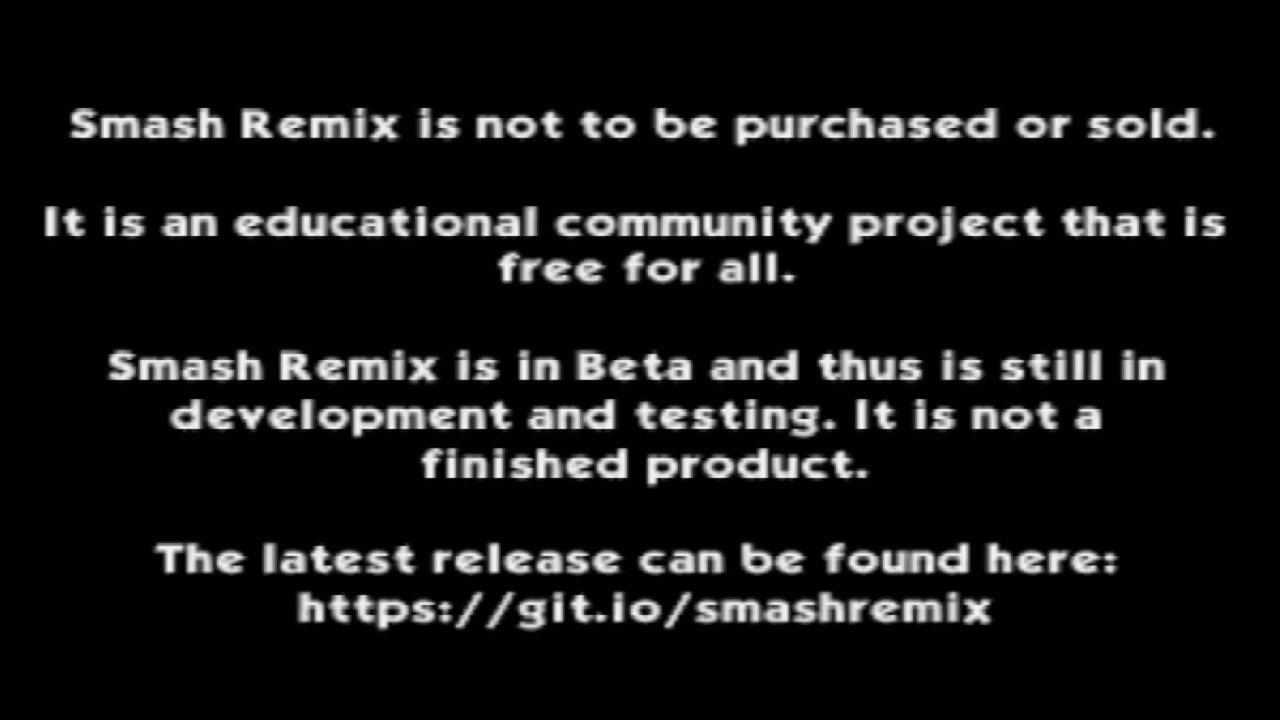 Smash Remix is not to be purchased or sold.
It is an educational community project that is
free for all.
Smash Remix is in Beta and thus is still in
development and testing. It is not a
finished product.
The latest release can be found here:
https://git.io/smashremix